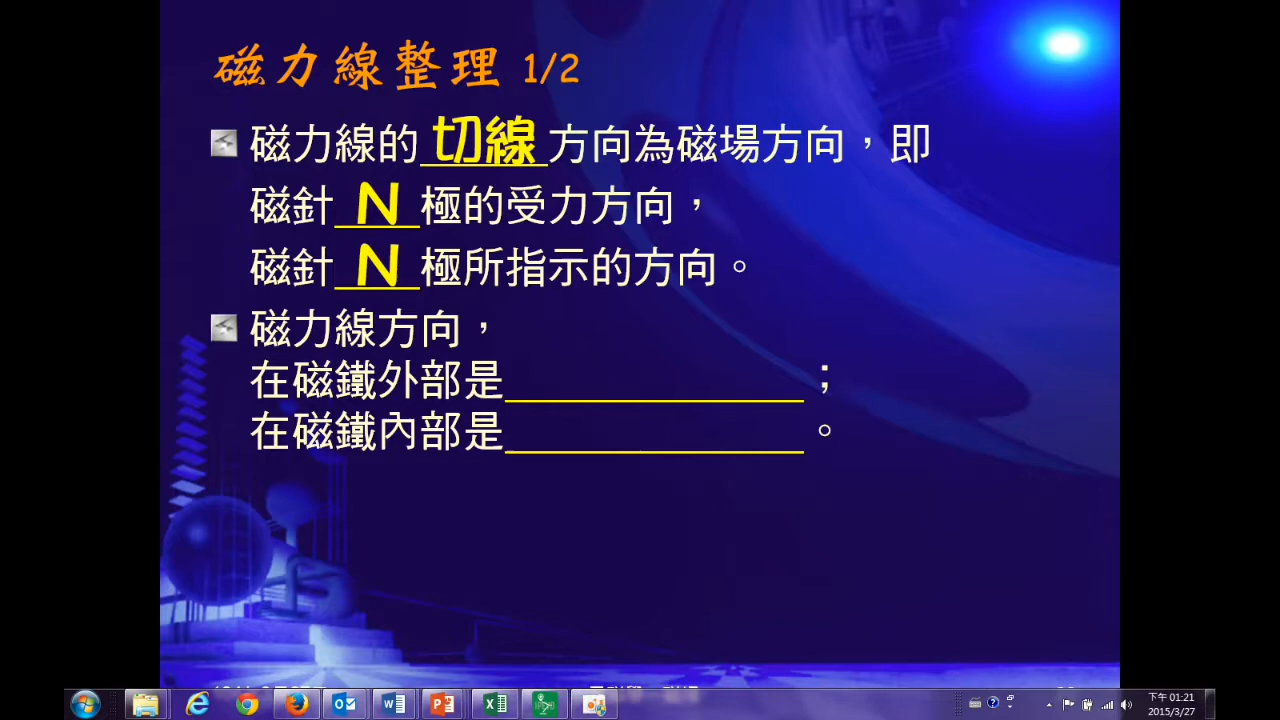 磁力線整理 1/2
磁力線的 切線 方向為磁場方向，即
磁針 N 極的受力方向，
磁針 N 極所指示的方向。
磁力線方向，
在磁鐵外部是＿＿＿＿＿＿＿；
在磁鐵內部是＿＿＿＿＿＿＿。
下午 01:21
2015/3/27